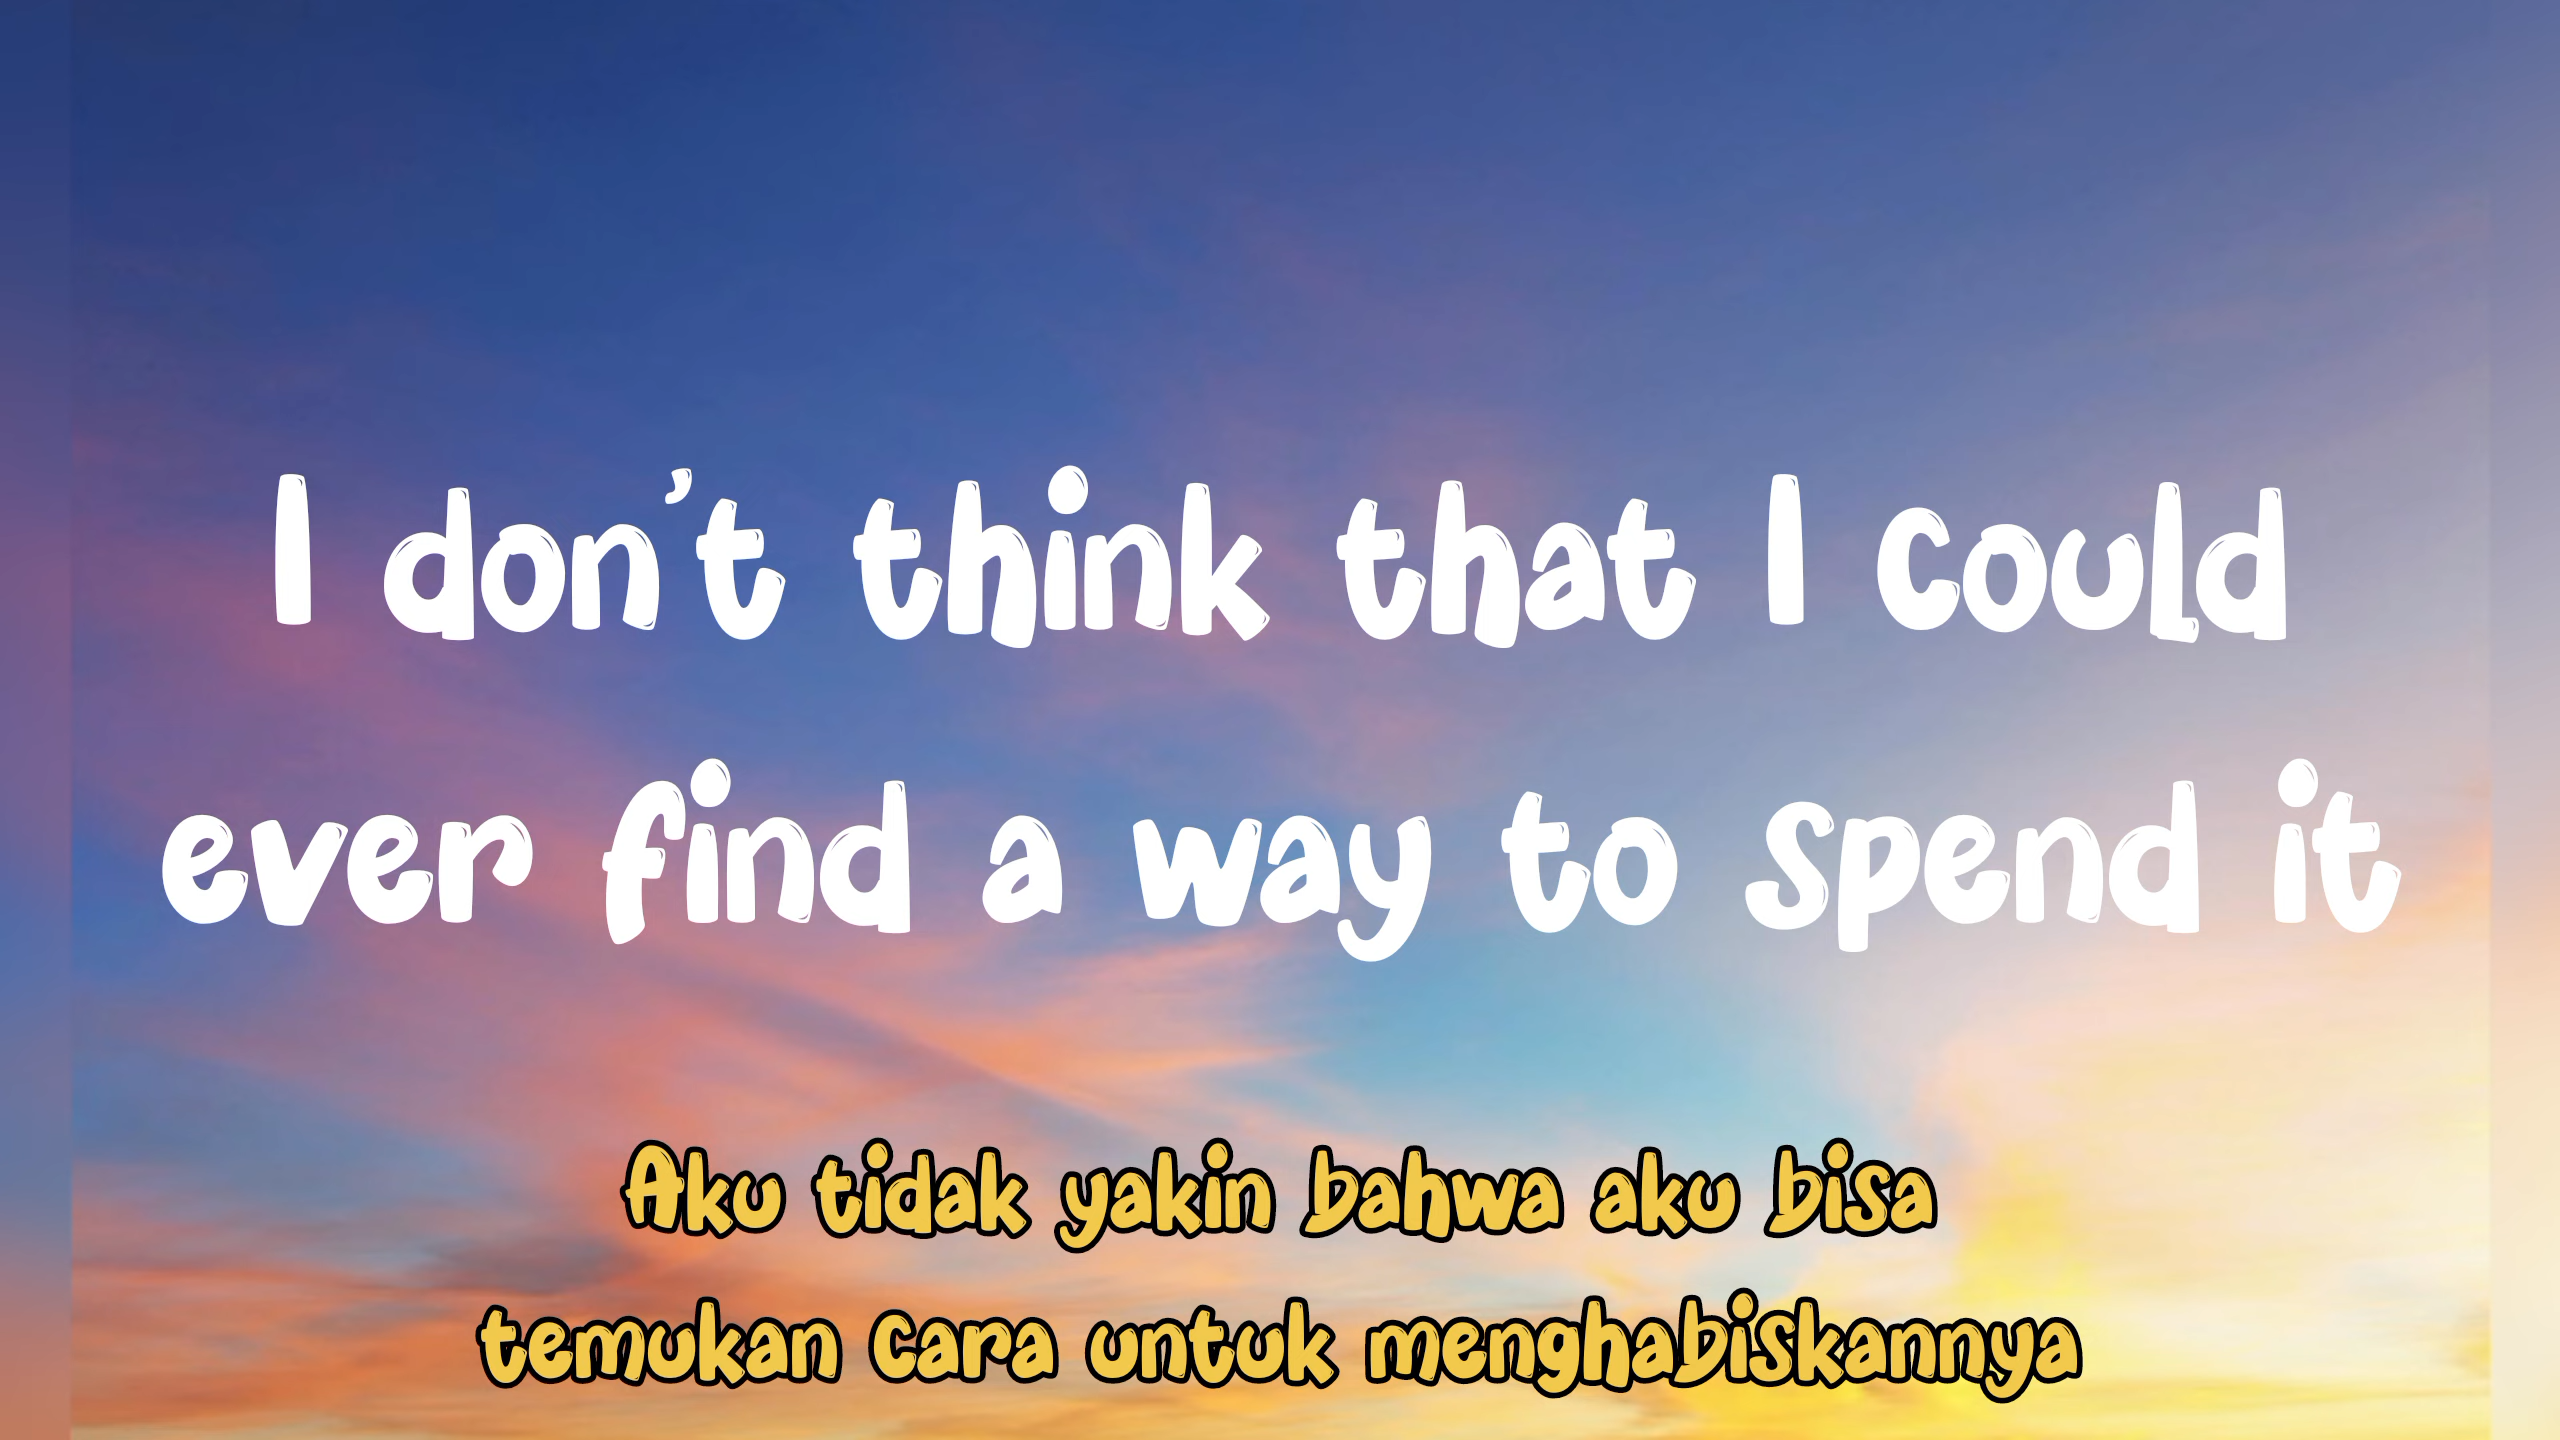 I don't think that I could
ever find a way to spend it
Aku tidak yakin bahwa aku bisa
temukan cara untuk menghabiskannya